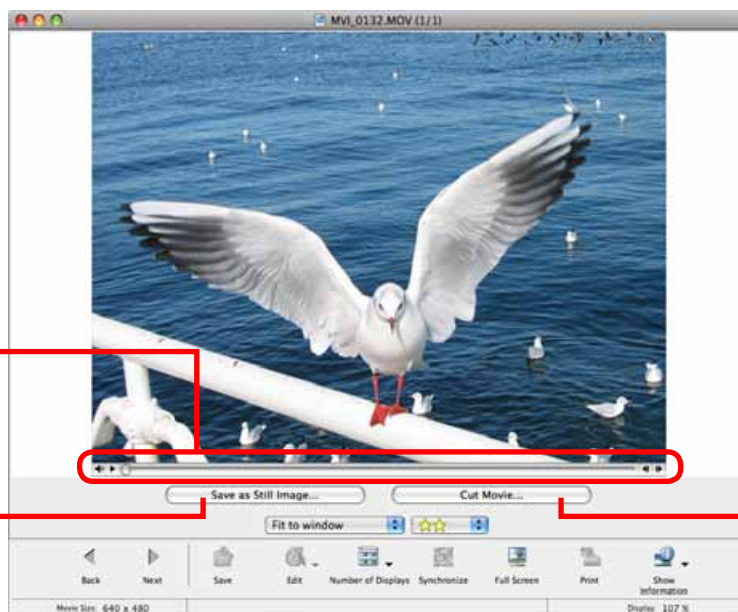 MVI_0132.MOV (1/1)
Save as Still Image... Cut Movie...
Fit to window
Back Next Save Edit Number of Displays Synchronize Full Screen Print Show Information
Movie Size: 640 x 480 Display: 107 %